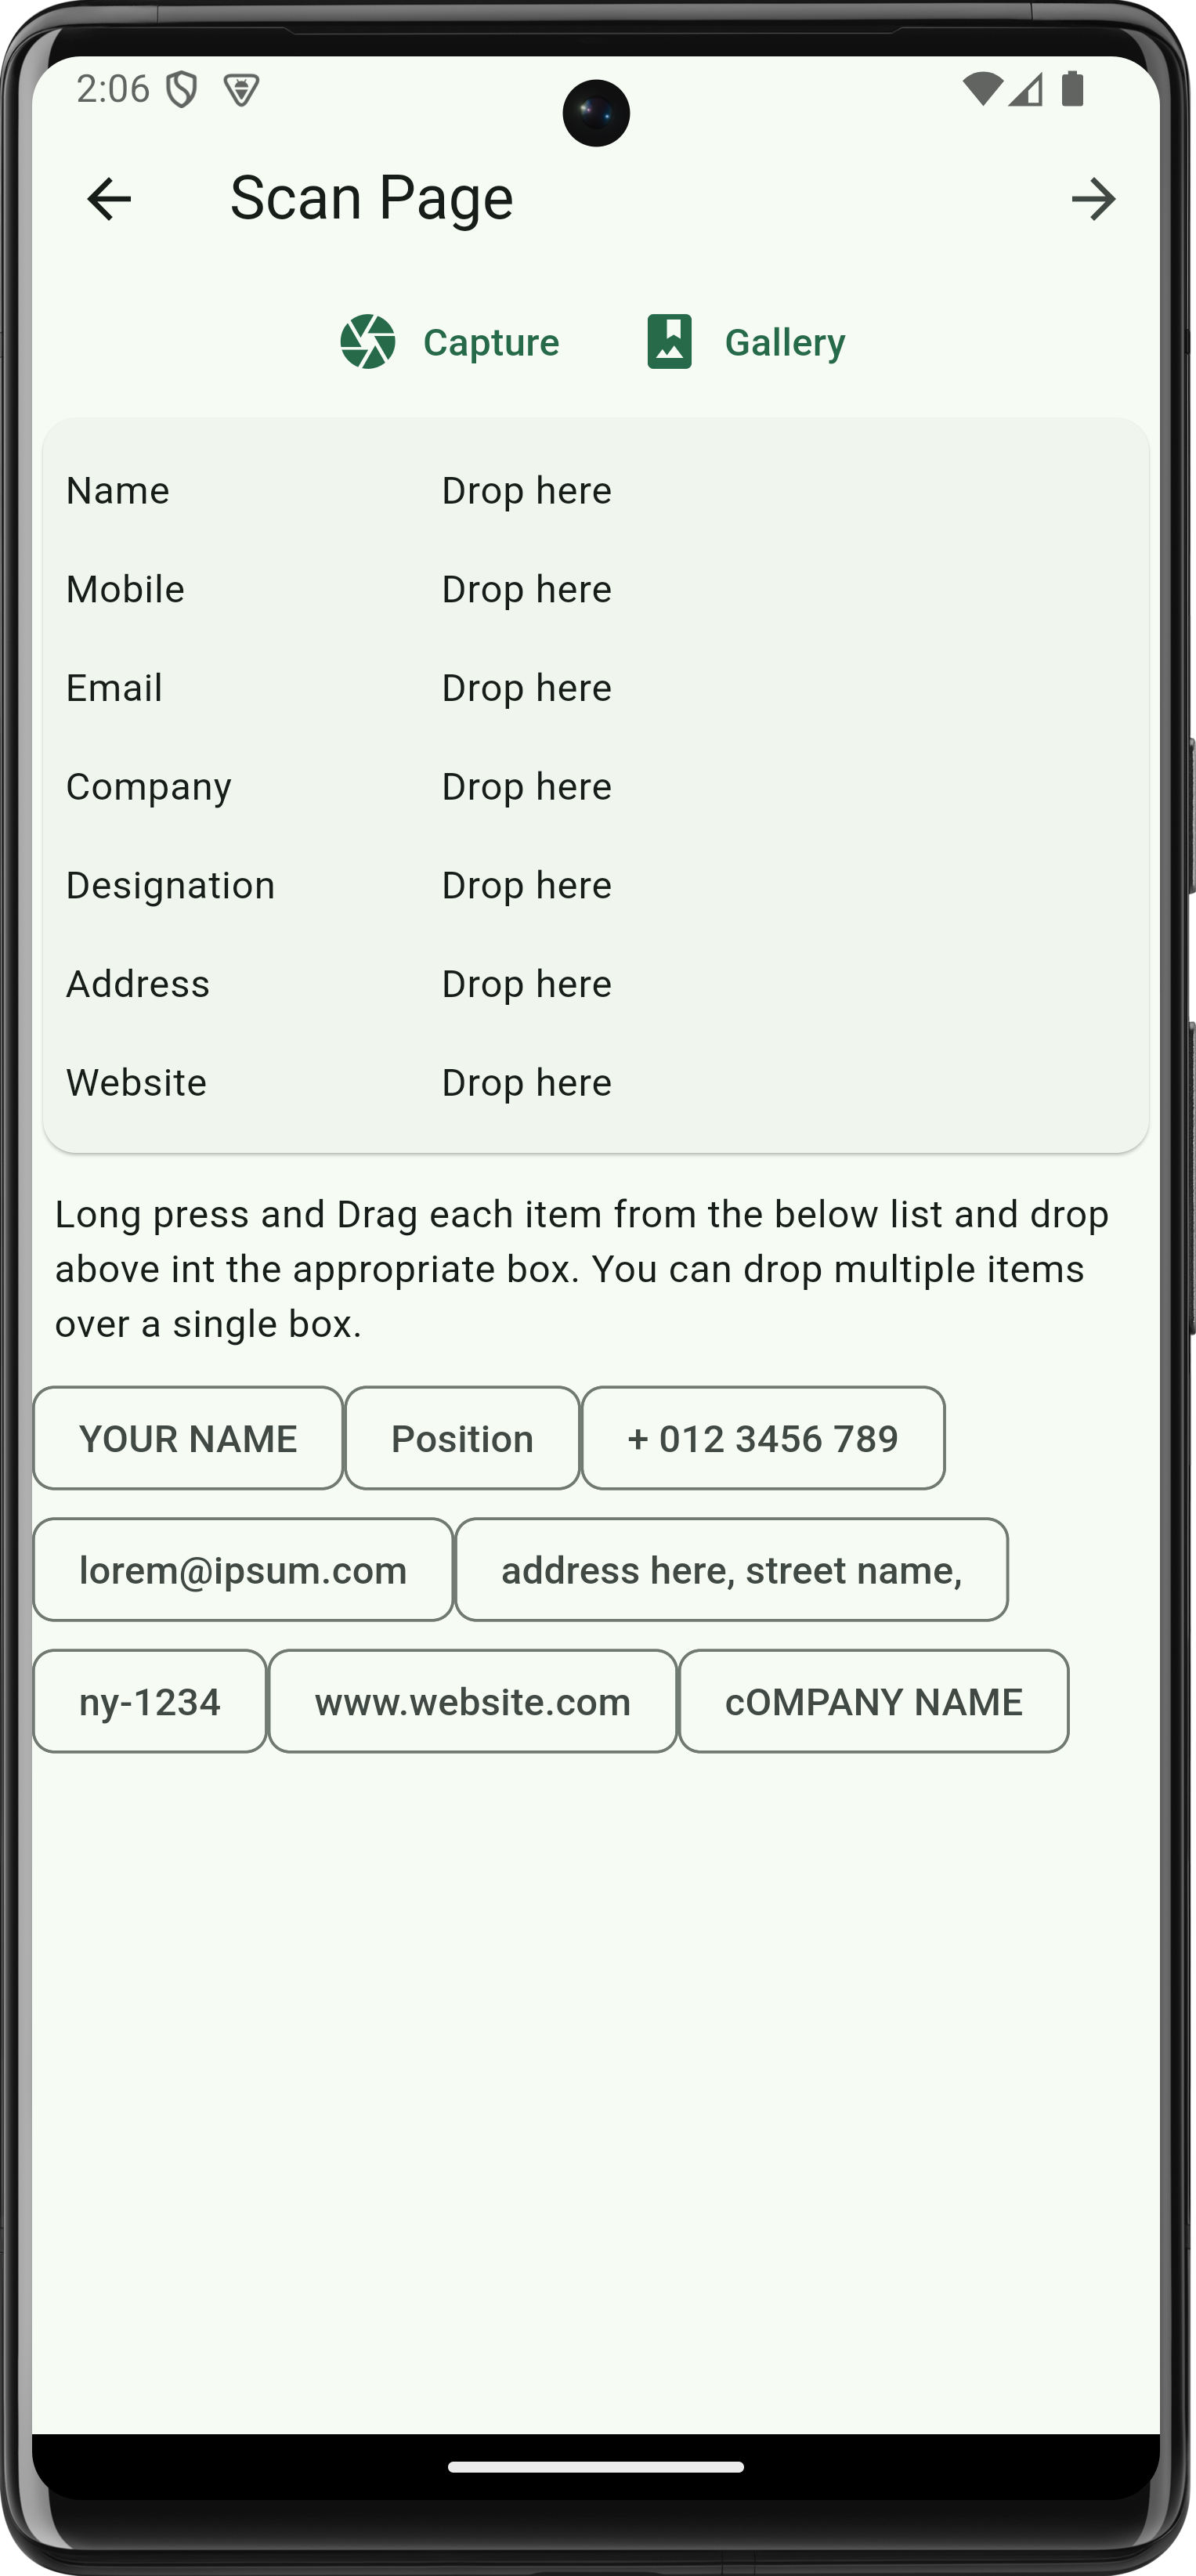 2:06
Scan Page
Capture Gallery
Name Drop here
Mobile Drop here
Email Drop here
Company Drop here
Designation Drop here
Address Drop here
Website Drop here
Long press and Drag each item from the below list and drop
above int the appropriate box. You can drop multiple items
over a single box.
YOUR NAME Position + 012 3456 789
lorem@ipsum.com address here, street name,
ny-1234 www.website.com cOMPANY NAME